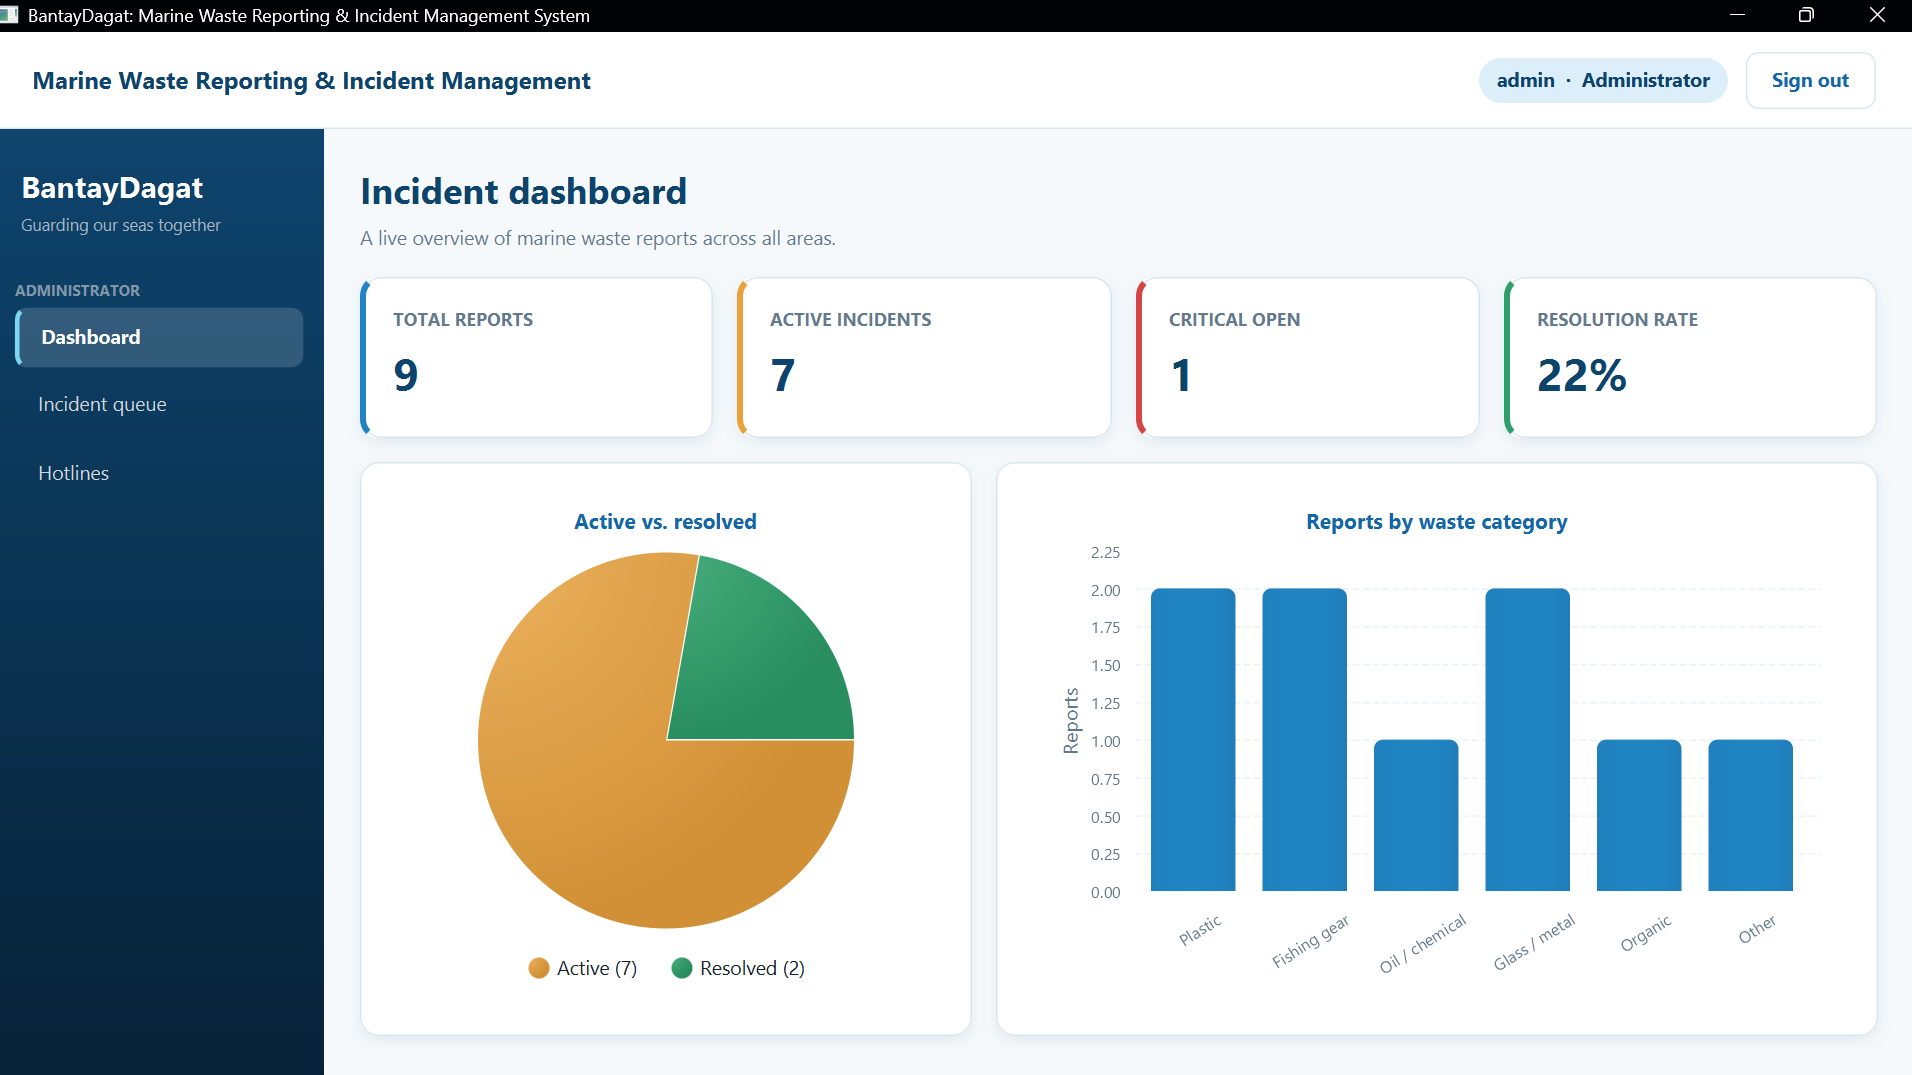 BantayDagat: Marine Waste Reporting & Incident Management System
Marine Waste Reporting & Incident Management
admin · Administrator
Sign out
BantayDagat
Guarding our seas together
ADMINISTRATOR
Dashboard
Incident queue
Hotlines
Incident dashboard
A live overview of marine waste reports across all areas.
TOTAL REPORTS
9
ACTIVE INCIDENTS
7
CRITICAL OPEN
1
RESOLUTION RATE
22%
Active vs. resolved
Active (7)
Resolved (2)
Reports by waste category
Reports
2.25
2.00
1.75
1.50
1.25
1.00
0.75
0.50
0.25
0.00
Plastic
Fishing gear
Oil / chemical
Glass / metal
Organic
Other